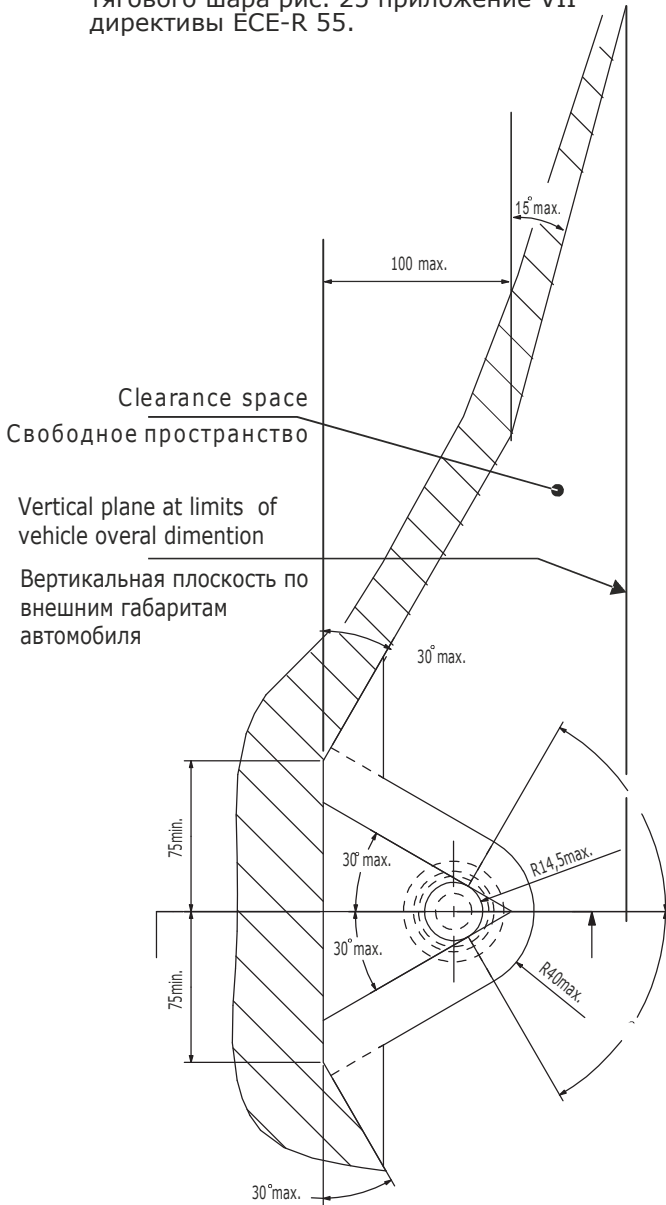 тягового шара рис. 25 приложение VII
директивы ECE-R 55.
15° max.
100 max.
Clearance space
Свободное пространство
Vertical plane at limits of
vehicle overal dimention
Вертикальная плоскость по
внешним габаритам
автомобиля
30° max.
75min.
30° max.
R14,5max.
30° max.
75min.
R40max.
30° max.